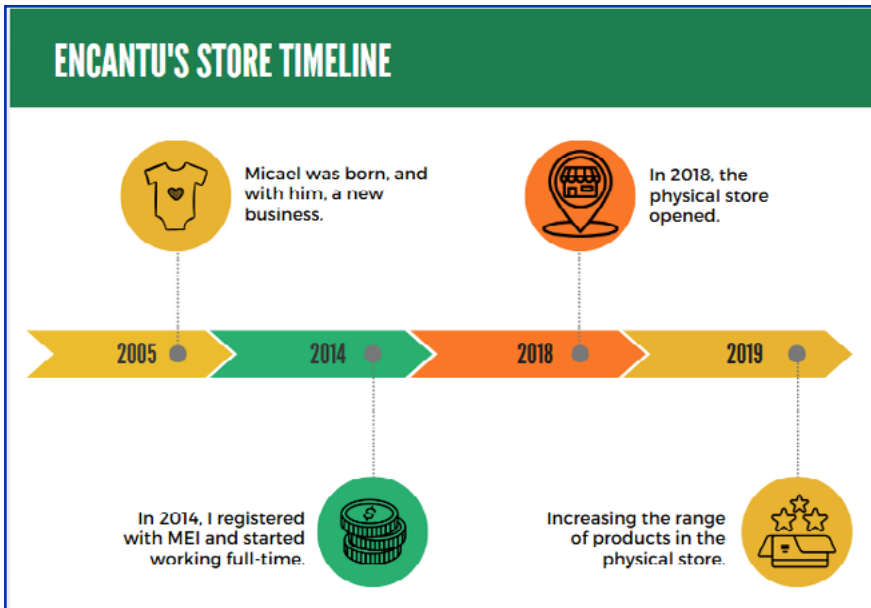 ENCANTU'S STORE TIMELINE
Micael was born, and
with him, a new
business.
In 2018, the
physical store
opened.
2005
2014
2018
2019
In 2014, I registered
with MEI and started
working full-time.
$
Increasing the range
of products in the
physical store.